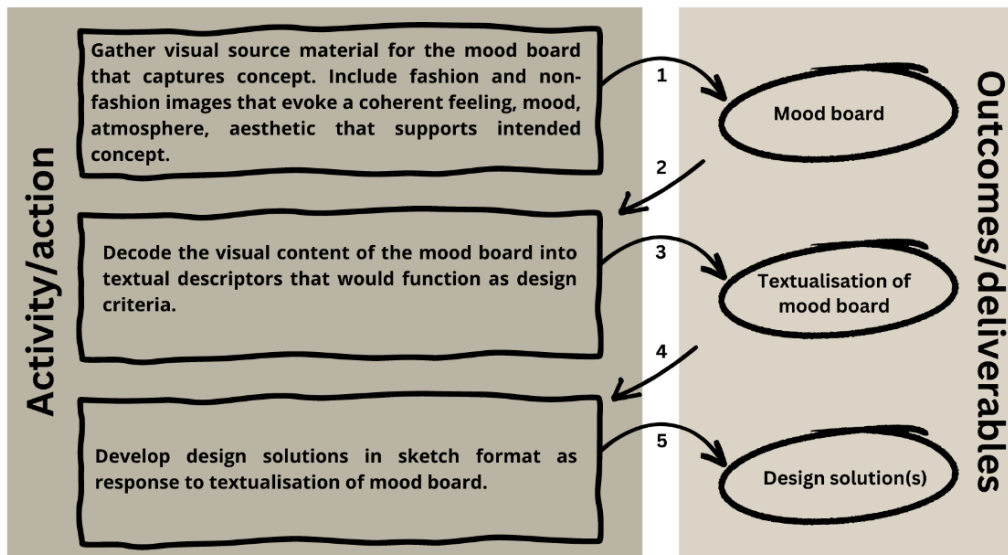 Activity/action
Gather visual source material for the mood board
that captures concept. Include fashion and non-
fashion images that evoke a coherent feeling, mood,
atmosphere, aesthetic that supports intended
concept.
1
Mood board
2
Decode the visual content of the mood board into
textual descriptors that would function as design
criteria.
3
Textualisation of
mood board
4
Develop design solutions in sketch format as
response to textualisation of mood board.
5
Design solution(s)
Outcomes/deliverables